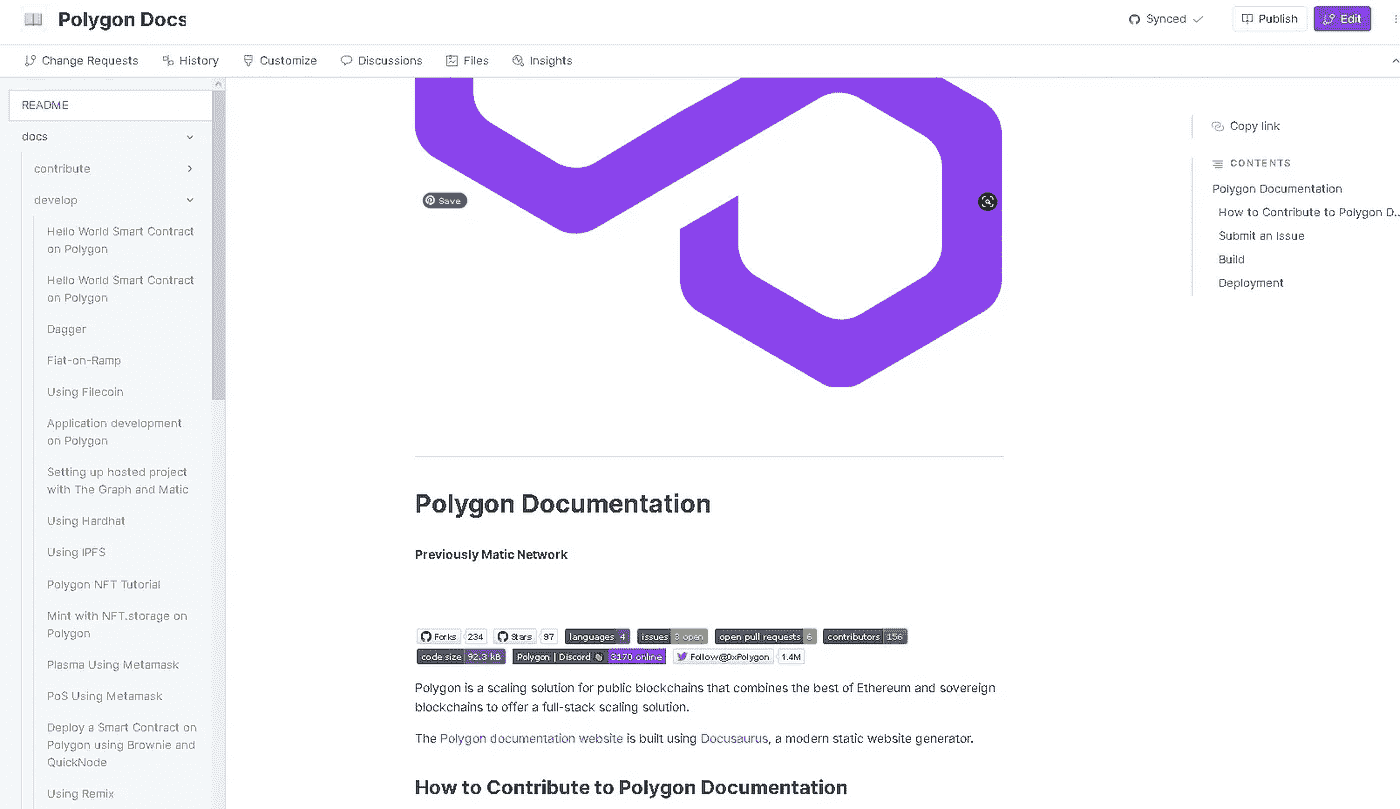 Polygon Docs
Synced
Publish
Edit
Change Requests
History
Customize
Discussions
Files
Insights
README
docs
contribute
develop
Hello World Smart Contract
on Polygon
Hello World Smart Contract
on Polygon
Dagger
Fiat-on-Ramp
Using Filecoin
Application development
on Polygon
Setting up hosted project
with The Graph and Matic
Using Hardhat
Using IPFS
Polygon NFT Tutorial
Mint with NFT.storage on
Polygon
Plasma Using Metamask
PoS Using Metamask
Deploy a Smart Contract on
Polygon using Brownie and
QuickNode
Using Remix
Save
Polygon Documentation
Previously Matic Network
Forks 234 Stars 97 languages 4 issues 3 open open pull requests 6 contributors 156
code size 92.3 kB Polygon | Discord 3170 online Follow @0xPolygon 1.4M
Polygon is a scaling solution for public blockchains that combines the best of Ethereum and sovereign
blockchains to offer a full-stack scaling solution.
The Polygon documentation website is built using Docusaurus, a modern static website generator.
How to Contribute to Polygon Documentation
Copy link
CONTENTS
Polygon Documentation
How to Contribute to Polygon D...
Submit an Issue
Build
Deployment